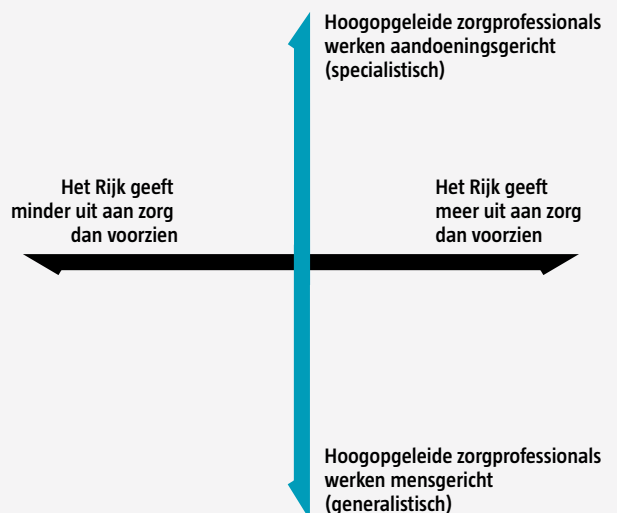 Hoogopgeleide zorgprofessionals
werken aandoeningsgericht
(specialistisch)
Het Rijk geeft
minder uit aan zorg
dan voorzien
Het Rijk geeft
meer uit aan zorg
dan voorzien
Hoogopgeleide zorgprofessionals
werken mensgericht
(generalistisch)